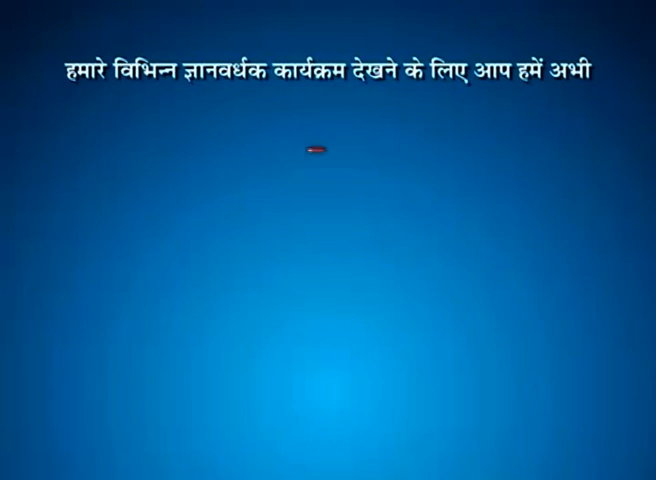 हमारे विभिन्न ज्ञानवर्धक कार्यक्रम देखने के लिए आप हमें अभी